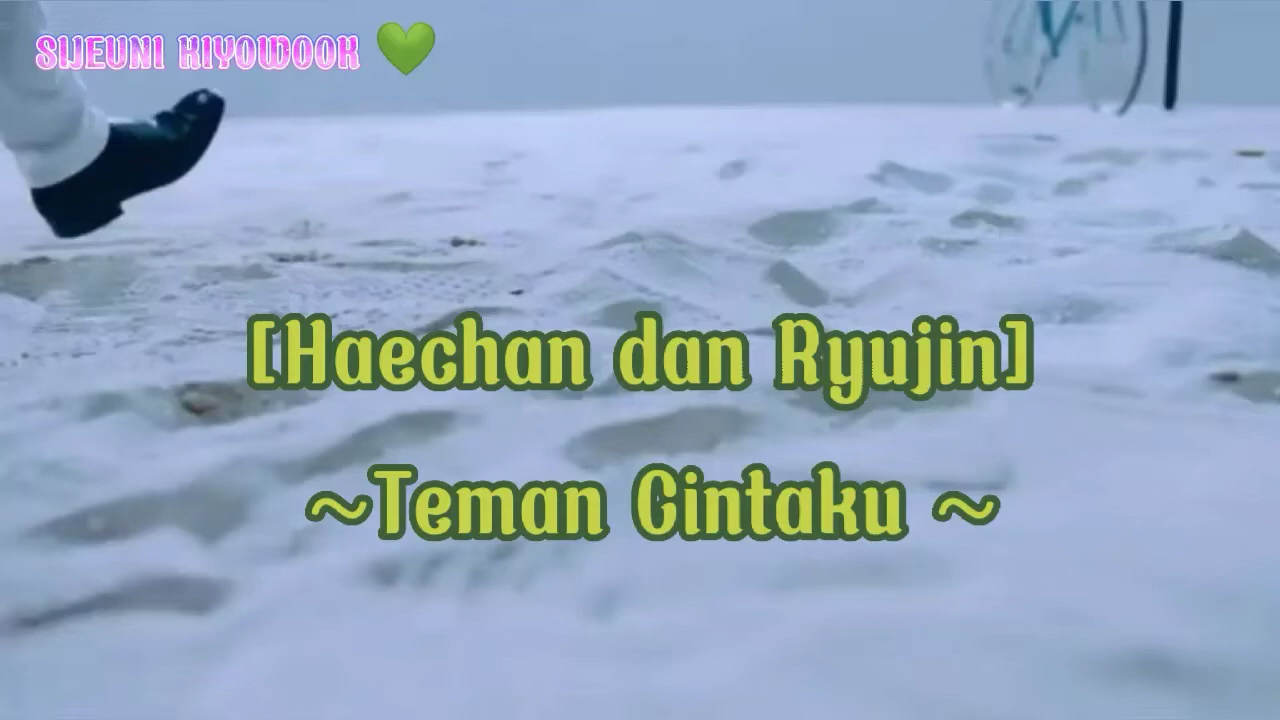 SIJEUNI KIYOWOOK 💚
[Haechan dan Ryujin]
~Teman Cintaku ~